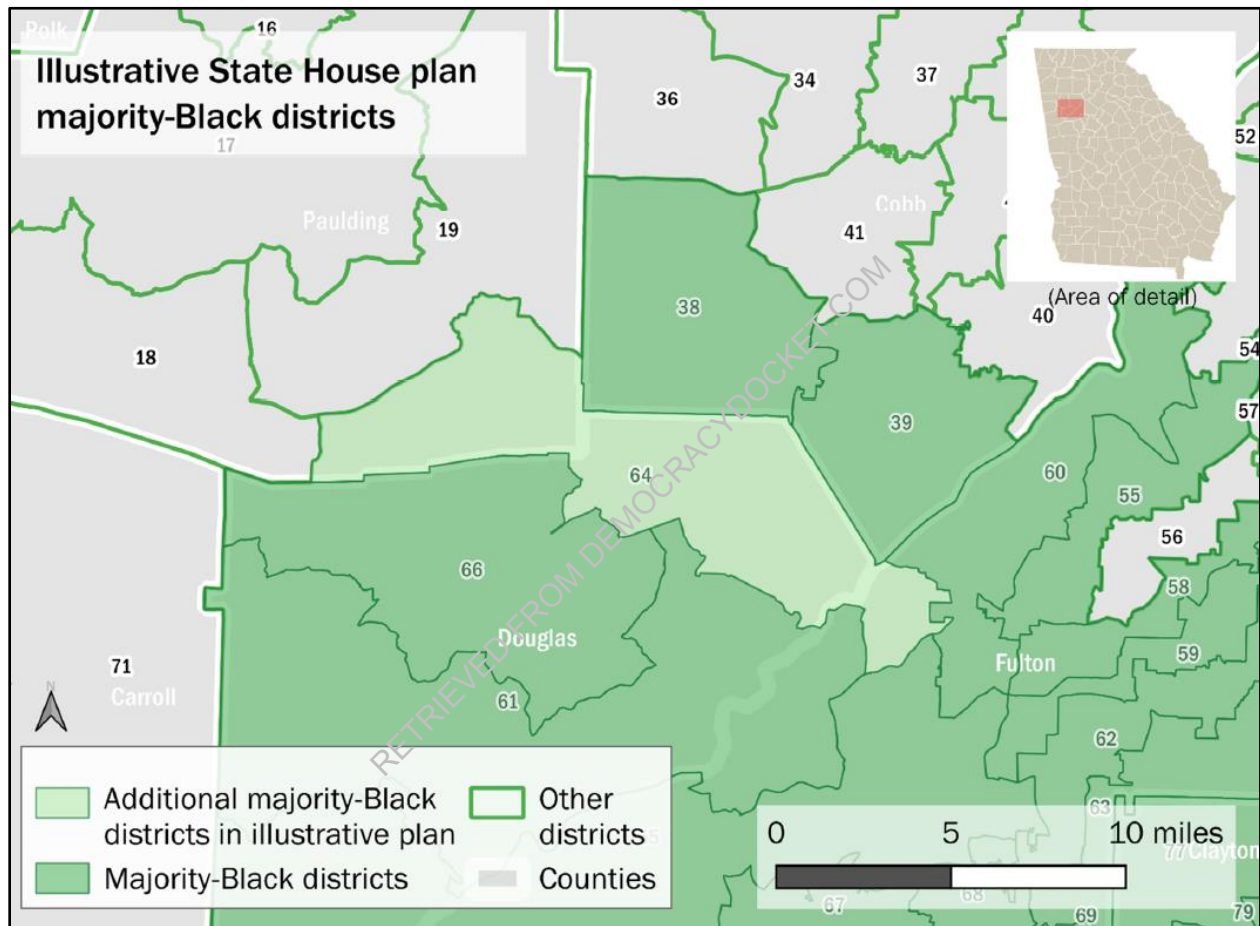 Polk
16
34
37
36
52
Illustrative State House plan
majority-Black districts
17
Paulding
19
Cobb
41
(Area of detail)
40
38
18
54
57
39
60
64
55
56
66
58
Douglas
59
Fulton
71
Carroll
N
61
62
63
77
Clayton
67
68
69
79
Additional majority-Black
districts in illustrative plan
Other
districts
Majority-Black districts
Counties
0 5 10 miles
RETRIEVED FROM DEMOCRACYDOCKET.COM